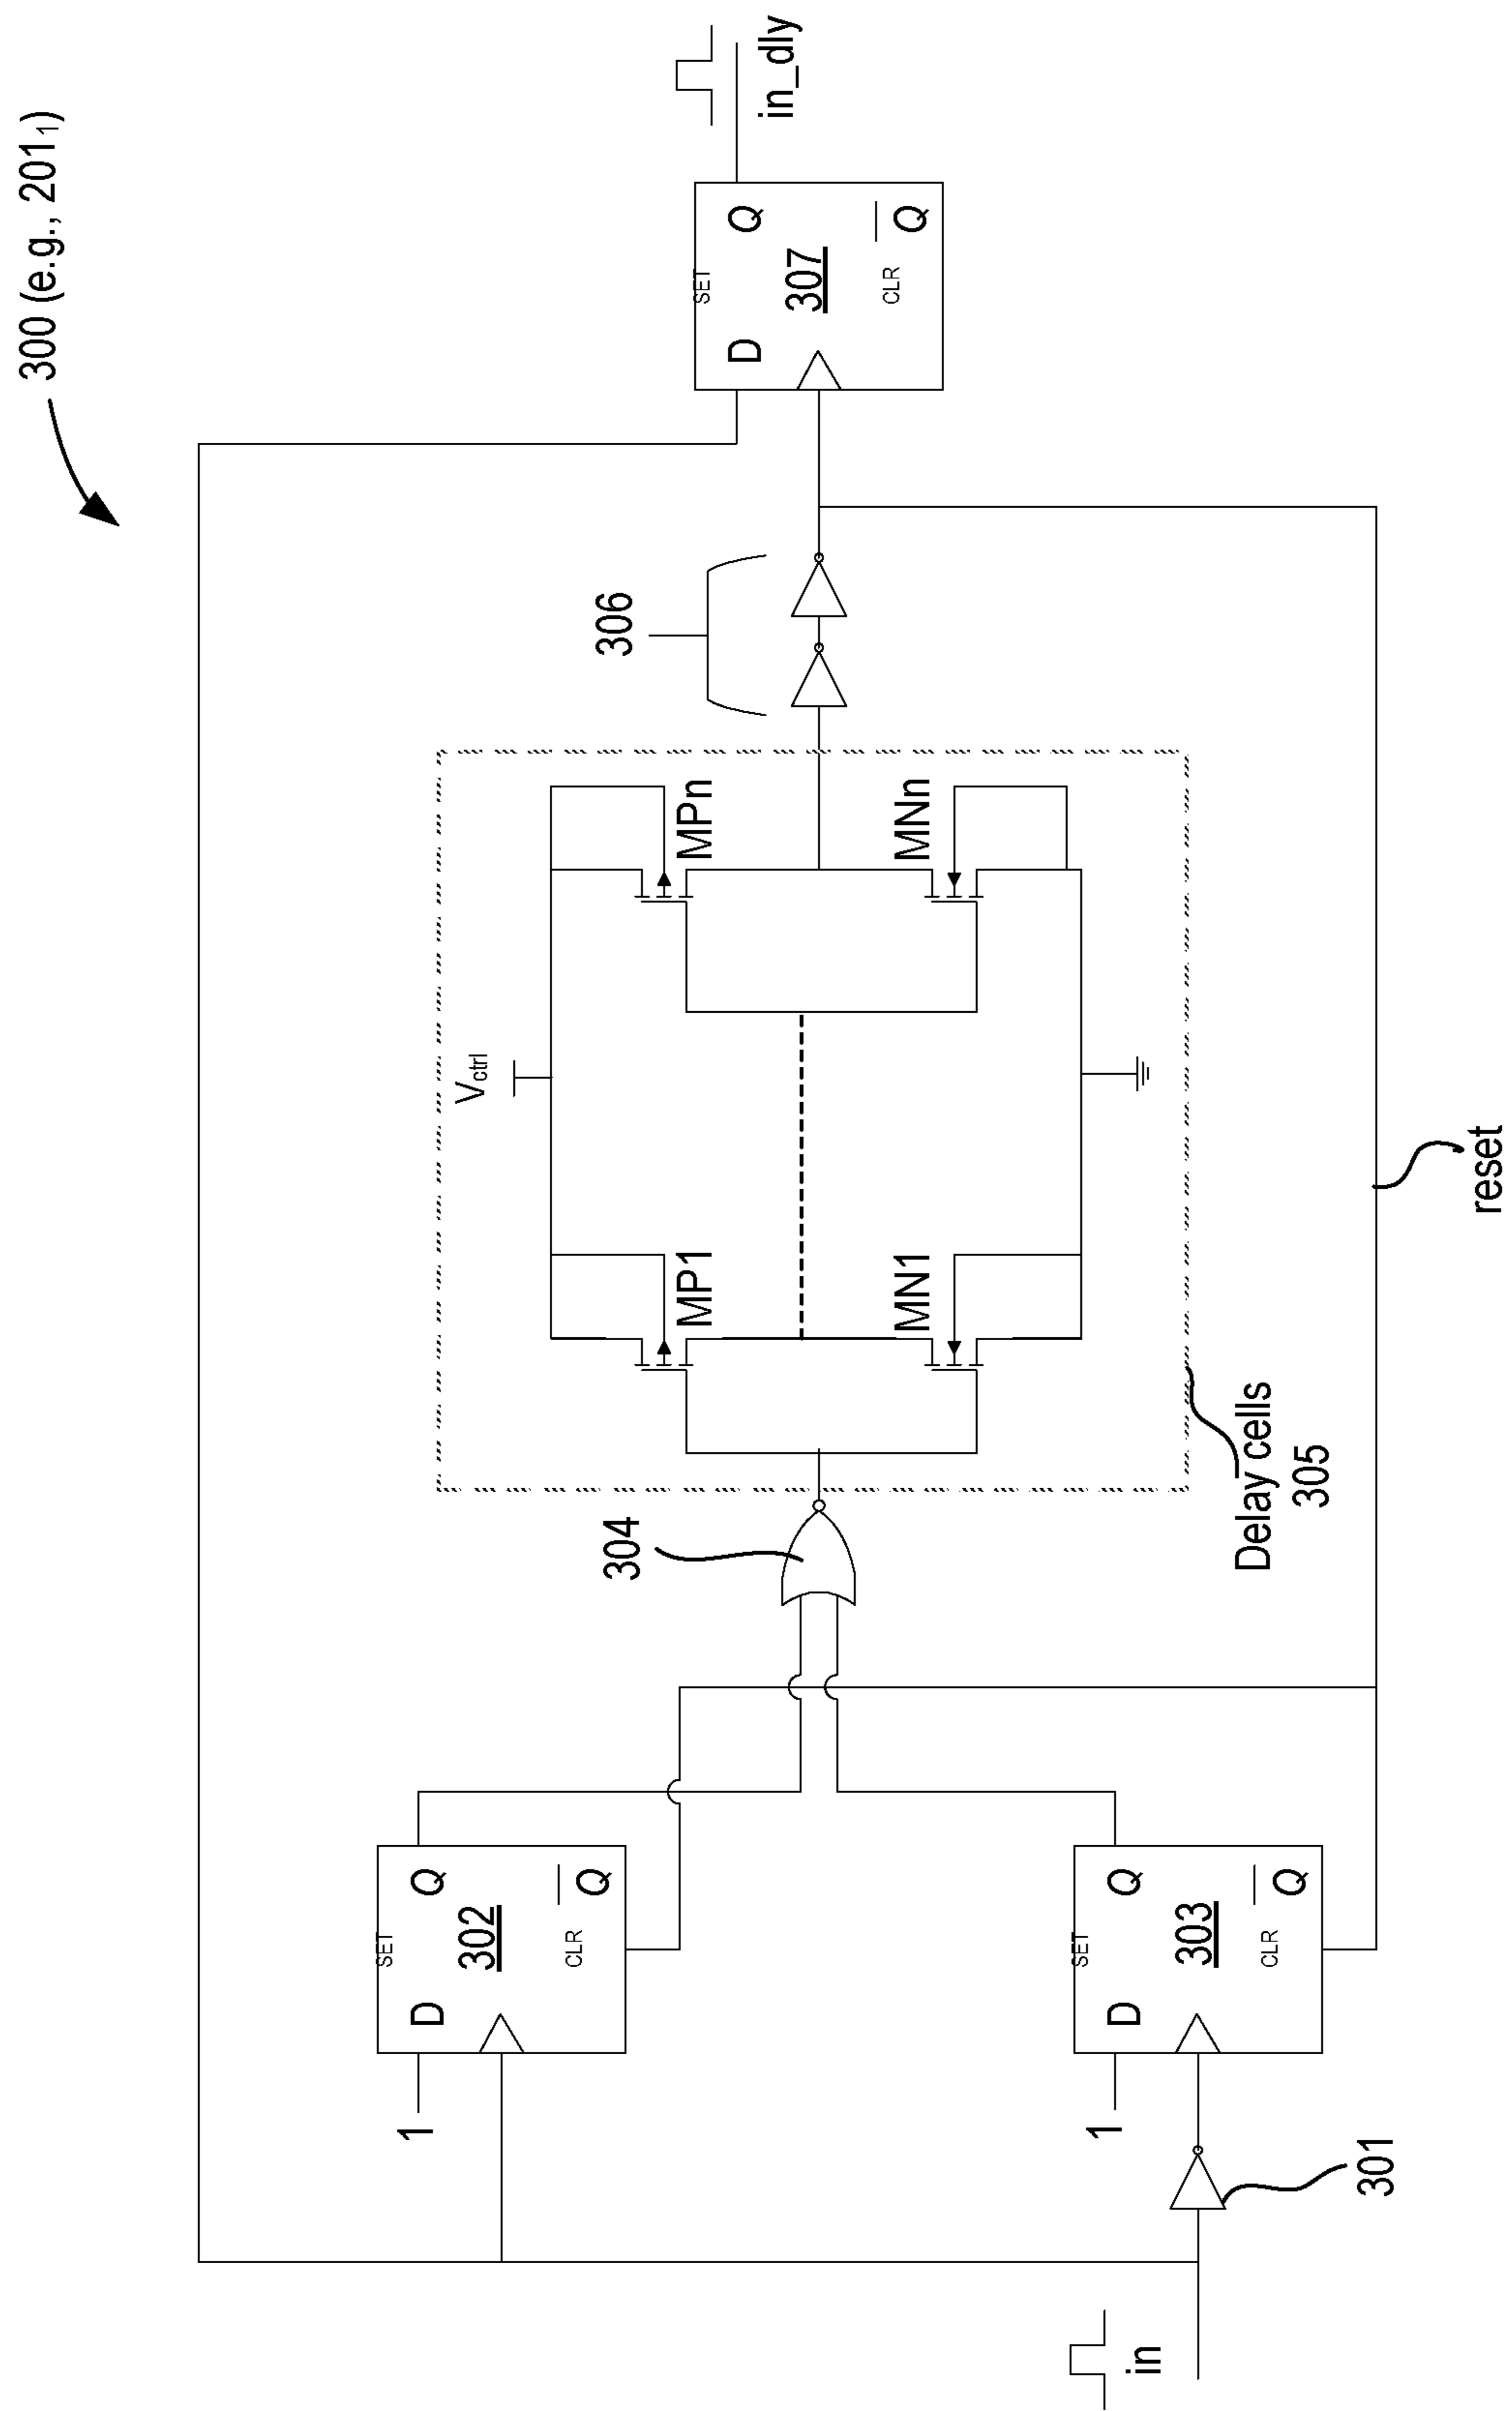 300 (e.g., 201₁)
in
301
1
D
SET
Q
302
CLR
Q
1
D
SET
Q
303
CLR
Q
304
Delay cells
305
Vctrl
MP1
MN1
MPn
MNn
306
reset
D
SET
Q
307
CLR
Q
in_dly